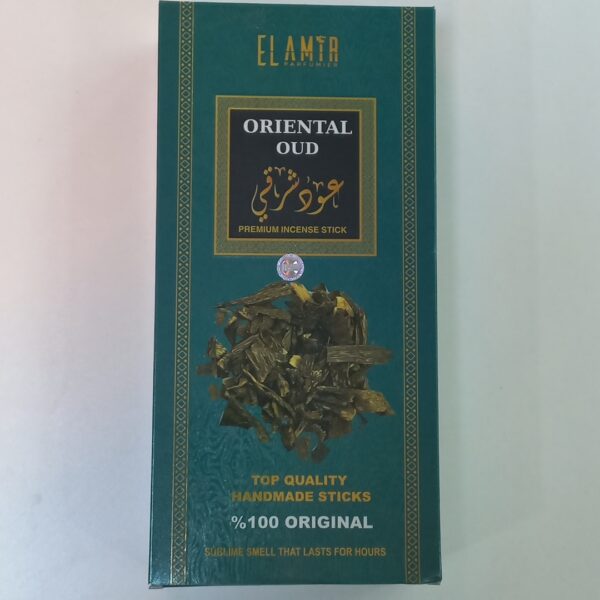 EL AMIR
PARFUMIER
ORIENTAL
OUD
عود شرقي
PREMIUM INCENSE STICK
TOP QUALITY
HANDMADE STICKS
%100 ORIGINAL
SUBLIME SMELL THAT LASTS FOR HOURS